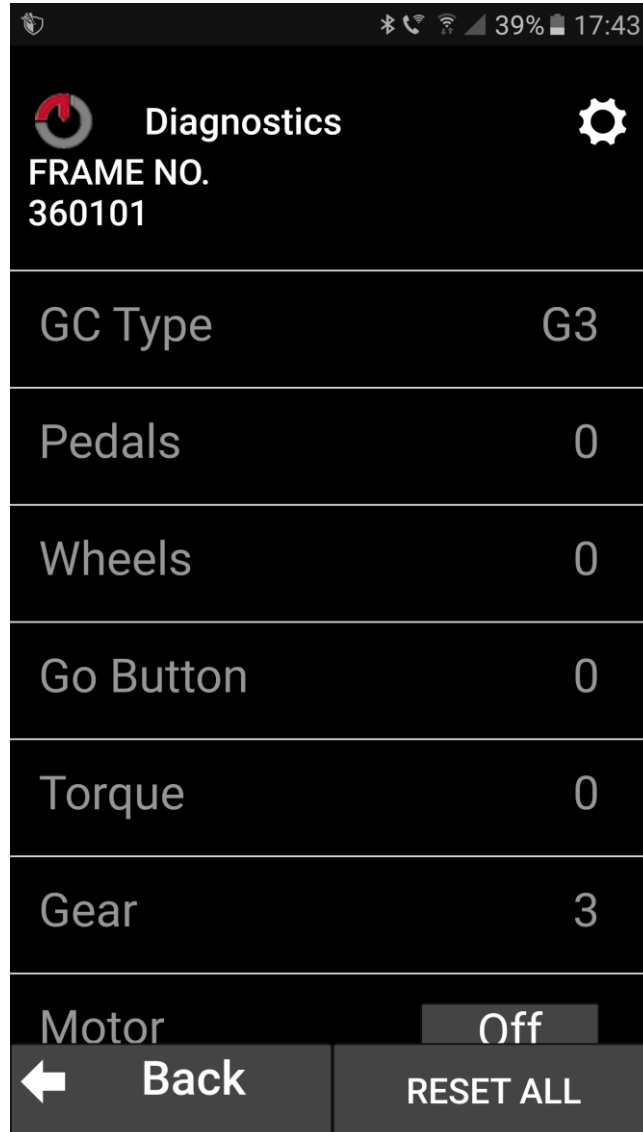 39% 17:43
Diagnostics
FRAME NO.
360101
GC Type G3
Pedals 0
Wheels 0
Go Button 0
Torque 0
Gear 3
Motor Off
Back RESET ALL